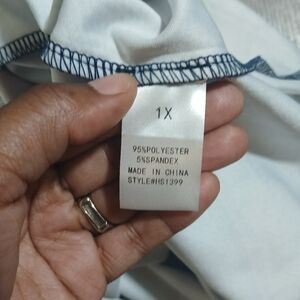 1X
95%POLYESTER
5%SPANDEX
MADE IN CHINA
STYLE#HS1399